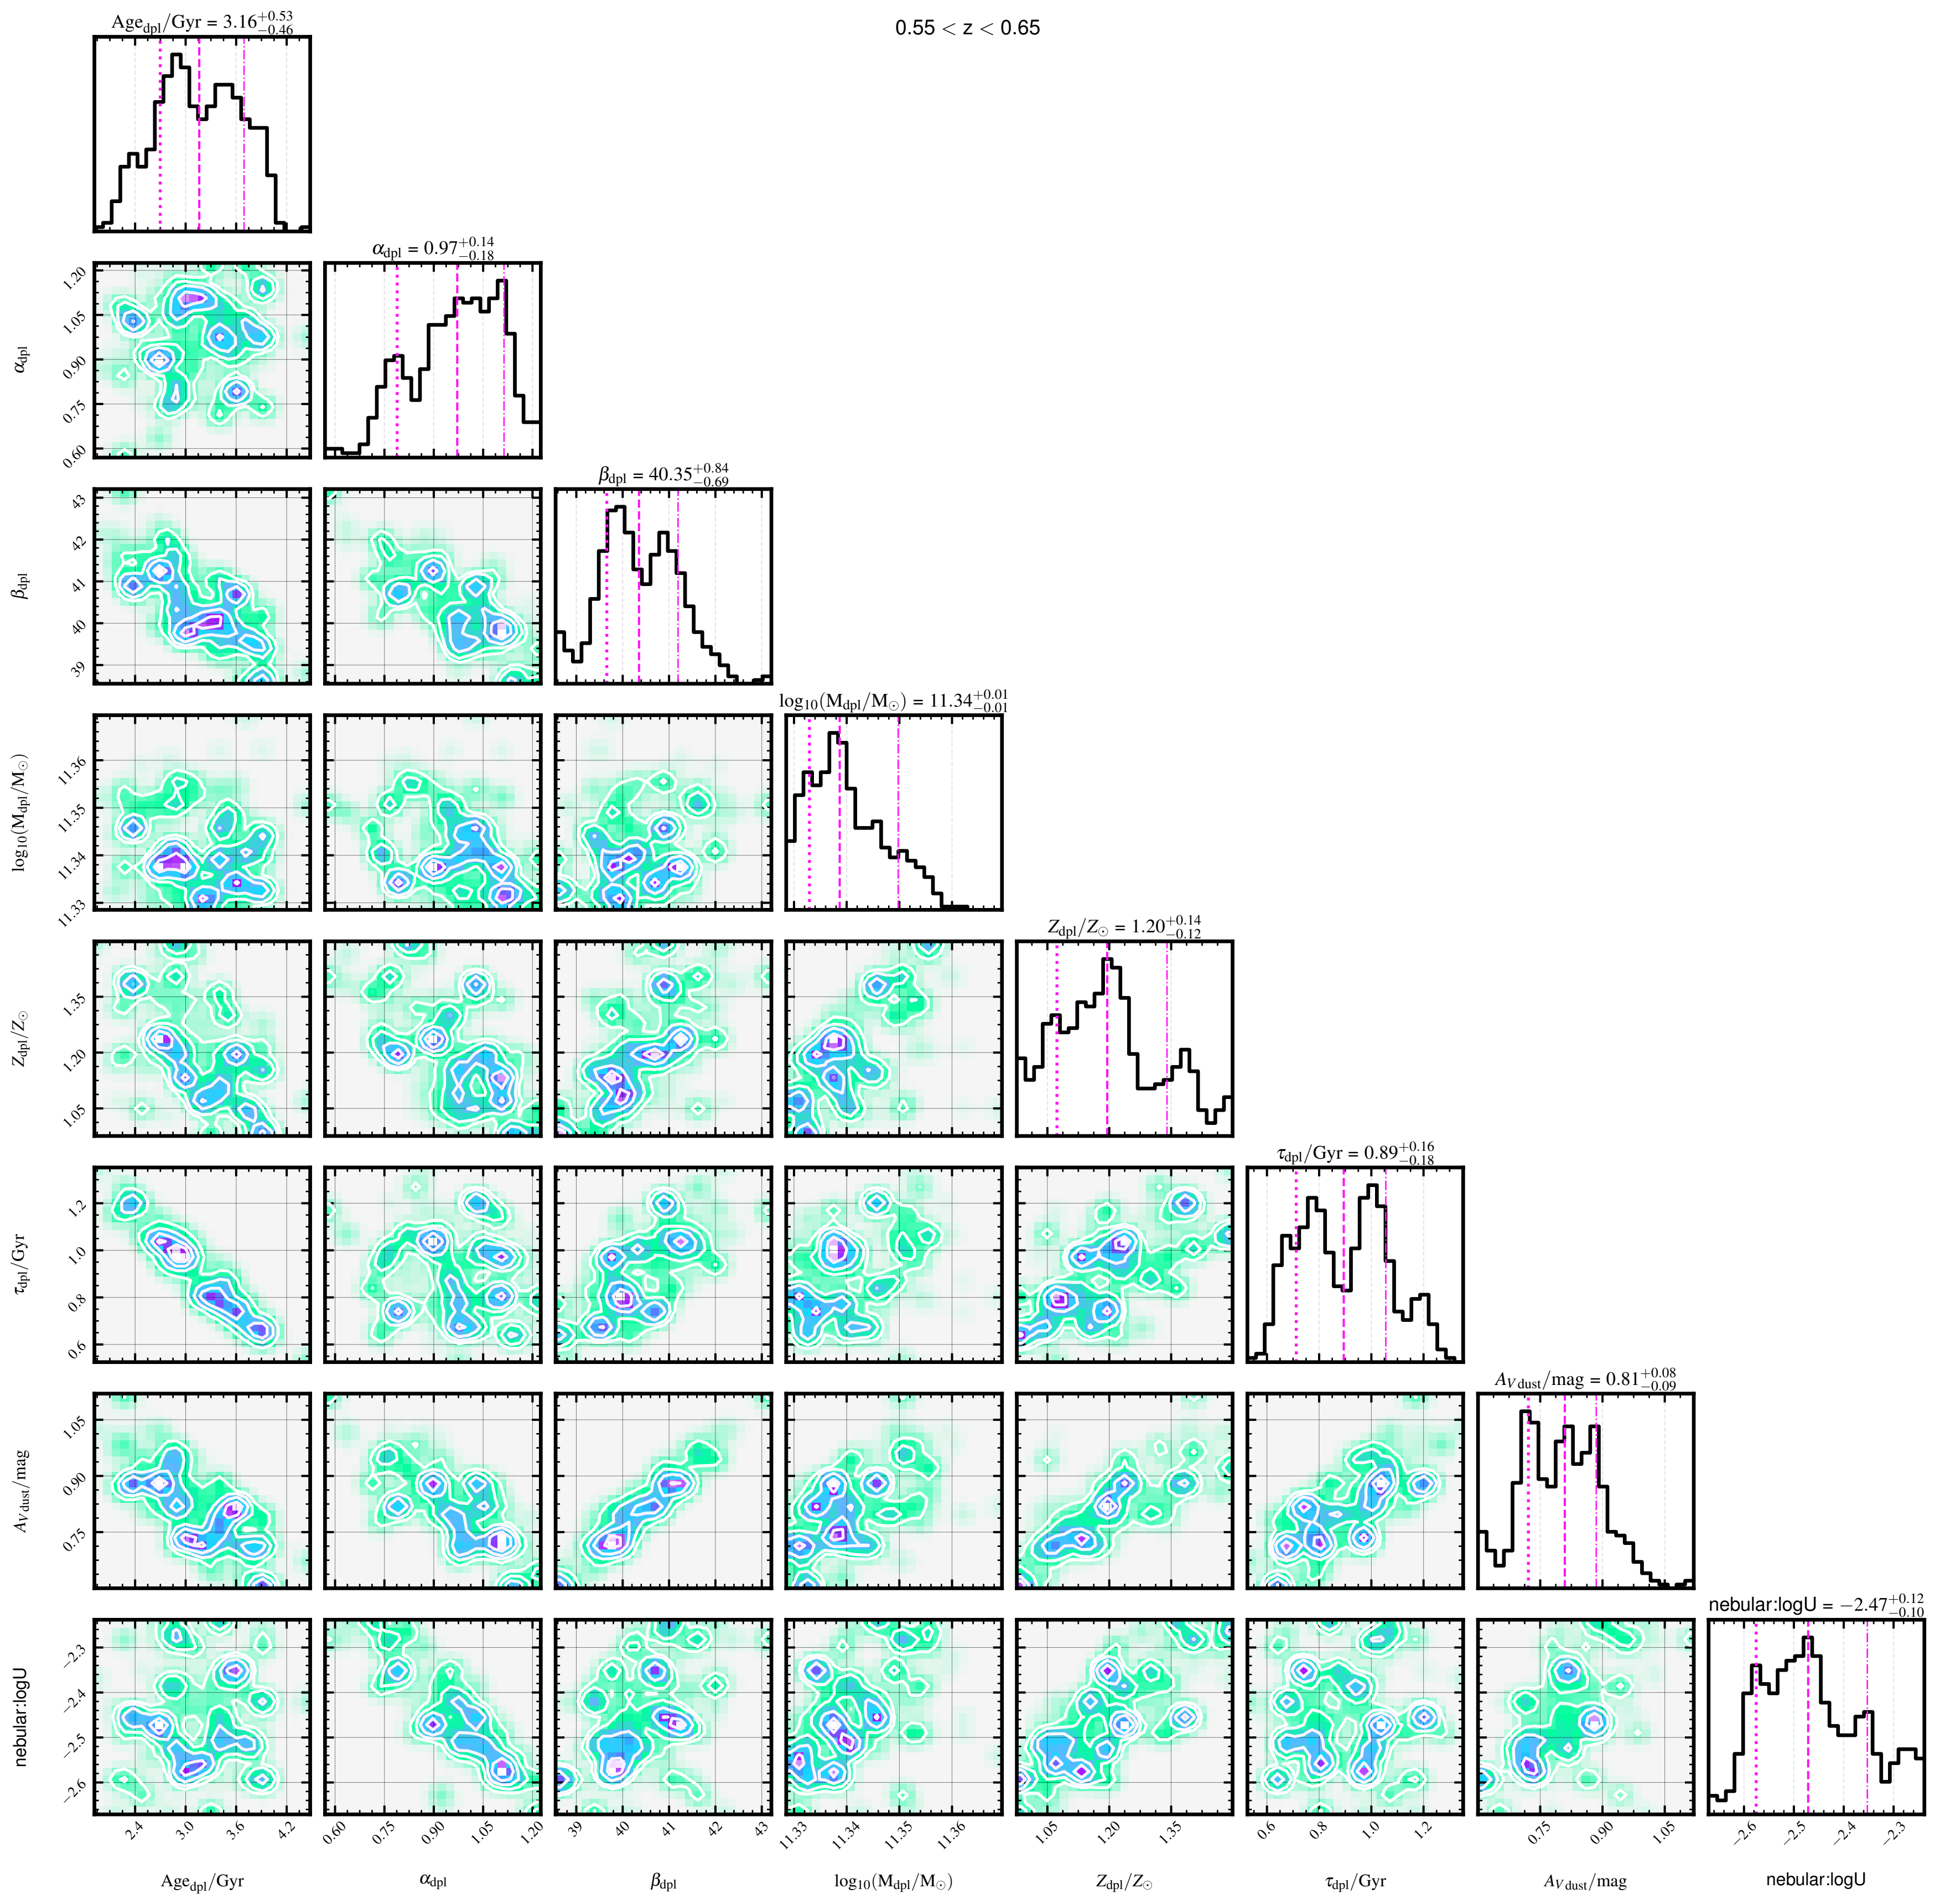 0.55 < z < 0.65
Age_dpl/Gyr = 3.16^{+0.53}_{−0.46}
α_dpl = 0.97^{+0.14}_{−0.18}
1.20
1.05
0.90
0.75
0.60
α_dpl
β_dpl = 40.35^{+0.84}_{−0.69}
43
42
41
40
39
β_dpl
log₁₀(M_dpl/M_⊙) = 11.34^{+0.01}_{−0.01}
11.36
11.35
11.34
11.33
log₁₀(M_dpl/M_⊙)
Z_dpl/Z_⊙ = 1.20^{+0.14}_{−0.12}
1.35
1.20
1.05
Z_dpl/Z_⊙
τ_dpl/Gyr = 0.89^{+0.16}_{−0.18}
1.2
1.0
0.8
0.6
τ_dpl/Gyr
A_{V dust}/mag = 0.81^{+0.08}_{−0.09}
1.05
0.90
0.75
A_{V dust}/mag
nebular:logU = −2.47^{+0.12}_{−0.10}
−2.3
−2.4
−2.5
−2.6
nebular:logU
2.4 3.0 3.6 4.2
0.60 0.75 0.90 1.05 1.20
39 40 41 42 43
11.33 11.34 11.35 11.36
1.05 1.20 1.35
0.6 0.8 1.0 1.2
0.75 0.90 1.05
−2.6 −2.5 −2.4 −2.3
Age_dpl/Gyr
α_dpl
β_dpl
log₁₀(M_dpl/M_⊙)
Z_dpl/Z_⊙
τ_dpl/Gyr
A_{V dust}/mag
nebular:logU